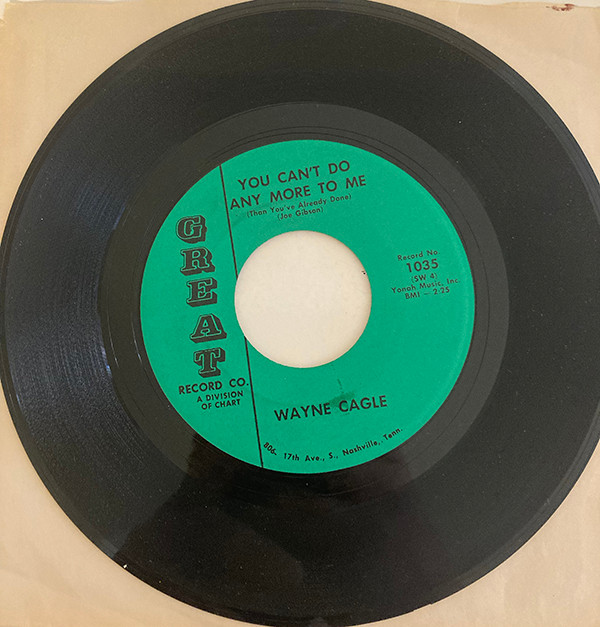 YOU CAN'T DO
ANY MORE TO ME
(Than You've Already Done)
(Joe Gibson)
GREAT
RECORD CO.
A DIVISION
OF CHART
Record No.
1035
(SW 4)
Yonah Music, Inc.
BMI — 2:25
WAYNE CAGLE
806- 17th Ave., S., Nashville, Tenn.